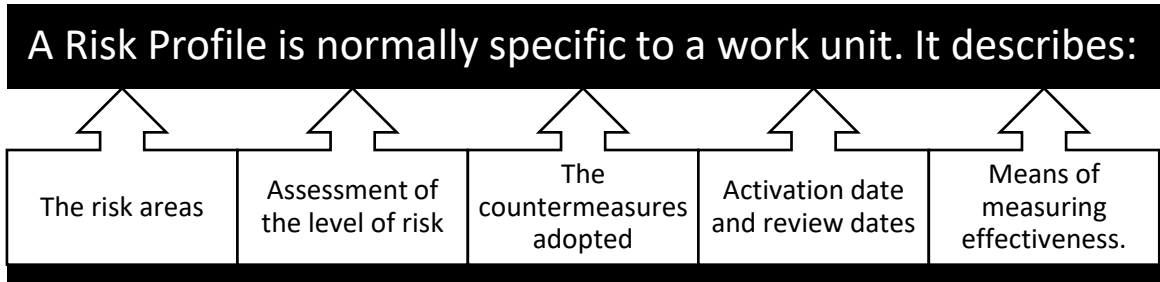 A Risk Profile is normally specific to a work unit. It describes:
The risk areas
Assessment of
the level of risk
The
countermeasures
adopted
Activation date
and review dates
Means of
measuring
effectiveness.